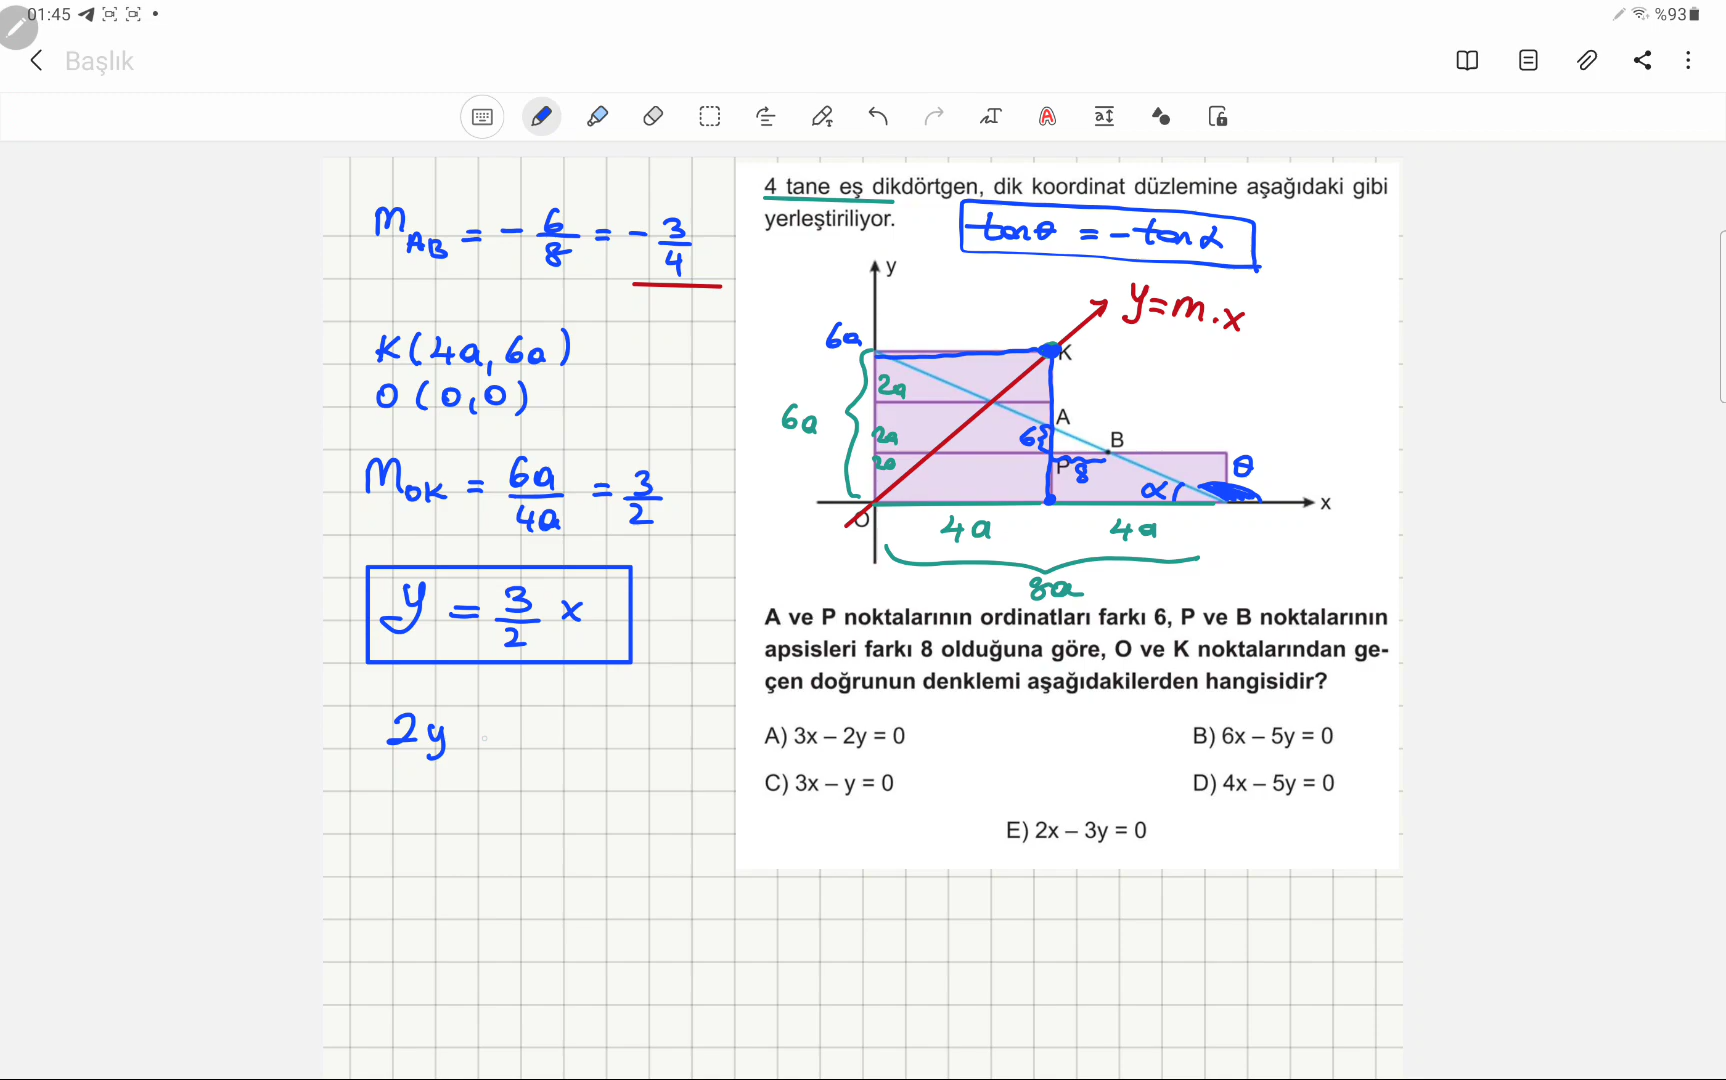 01:45
%93
Başlık
m_AB = - 6/8 = - 3/4
K(4a, 6a)
O(0,0)
m_OK = 6a/4a = 3/2
y = 3/2 x
2y
4 tane eş dikdörtgen, dik koordinat düzlemine aşağıdaki gibi
yerleştiriliyor.
tanθ = -tanα
y
y=m.x
6a
K
2a
6a
A
2a
6
B
2a
P
8
θ
α
x
O
4a
4a
8a
A ve P noktalarının ordinatları farkı 6, P ve B noktalarının
apsisleri farkı 8 olduğuna göre, O ve K noktalarından ge-
çen doğrunun denklemi aşağıdakilerden hangisidir?
A) 3x – 2y = 0
B) 6x – 5y = 0
C) 3x – y = 0
D) 4x – 5y = 0
E) 2x – 3y = 0